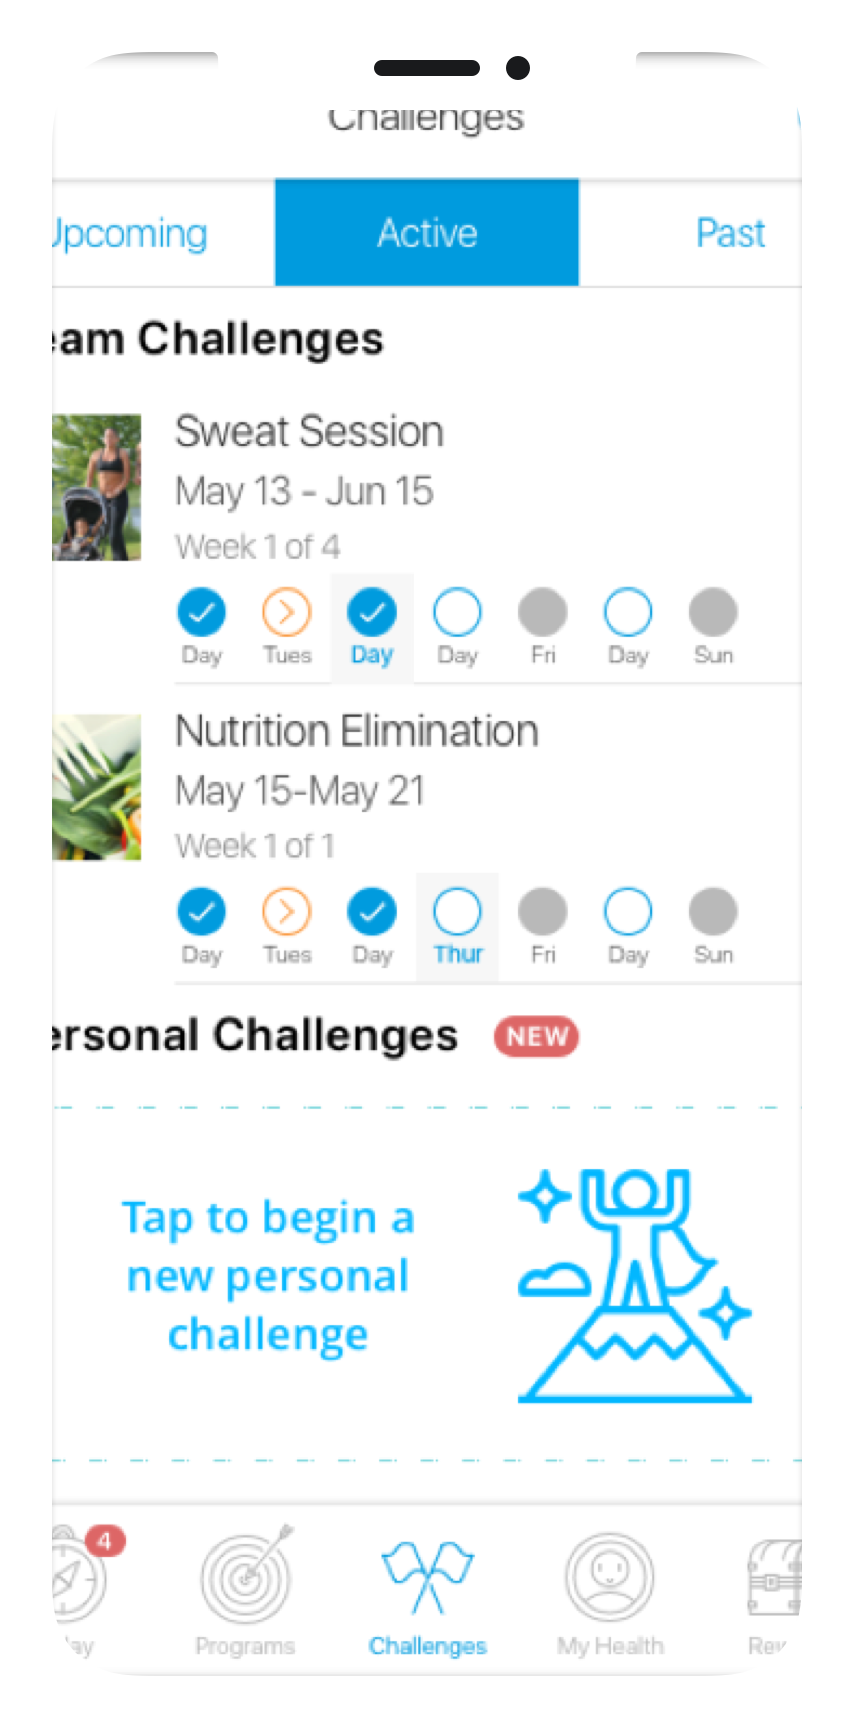 Challenges
Upcoming Active Past
eam Challenges
Sweat Session
May 13 - Jun 15
Week 1 of 4
Day Tues Day Day Fri Day Sun
Nutrition Elimination
May 15-May 21
Week 1 of 1
Day Tues Day Thur Fri Day Sun
ersonal Challenges NEW
Tap to begin a
new personal
challenge
4
ay Programs Challenges My Health Rew